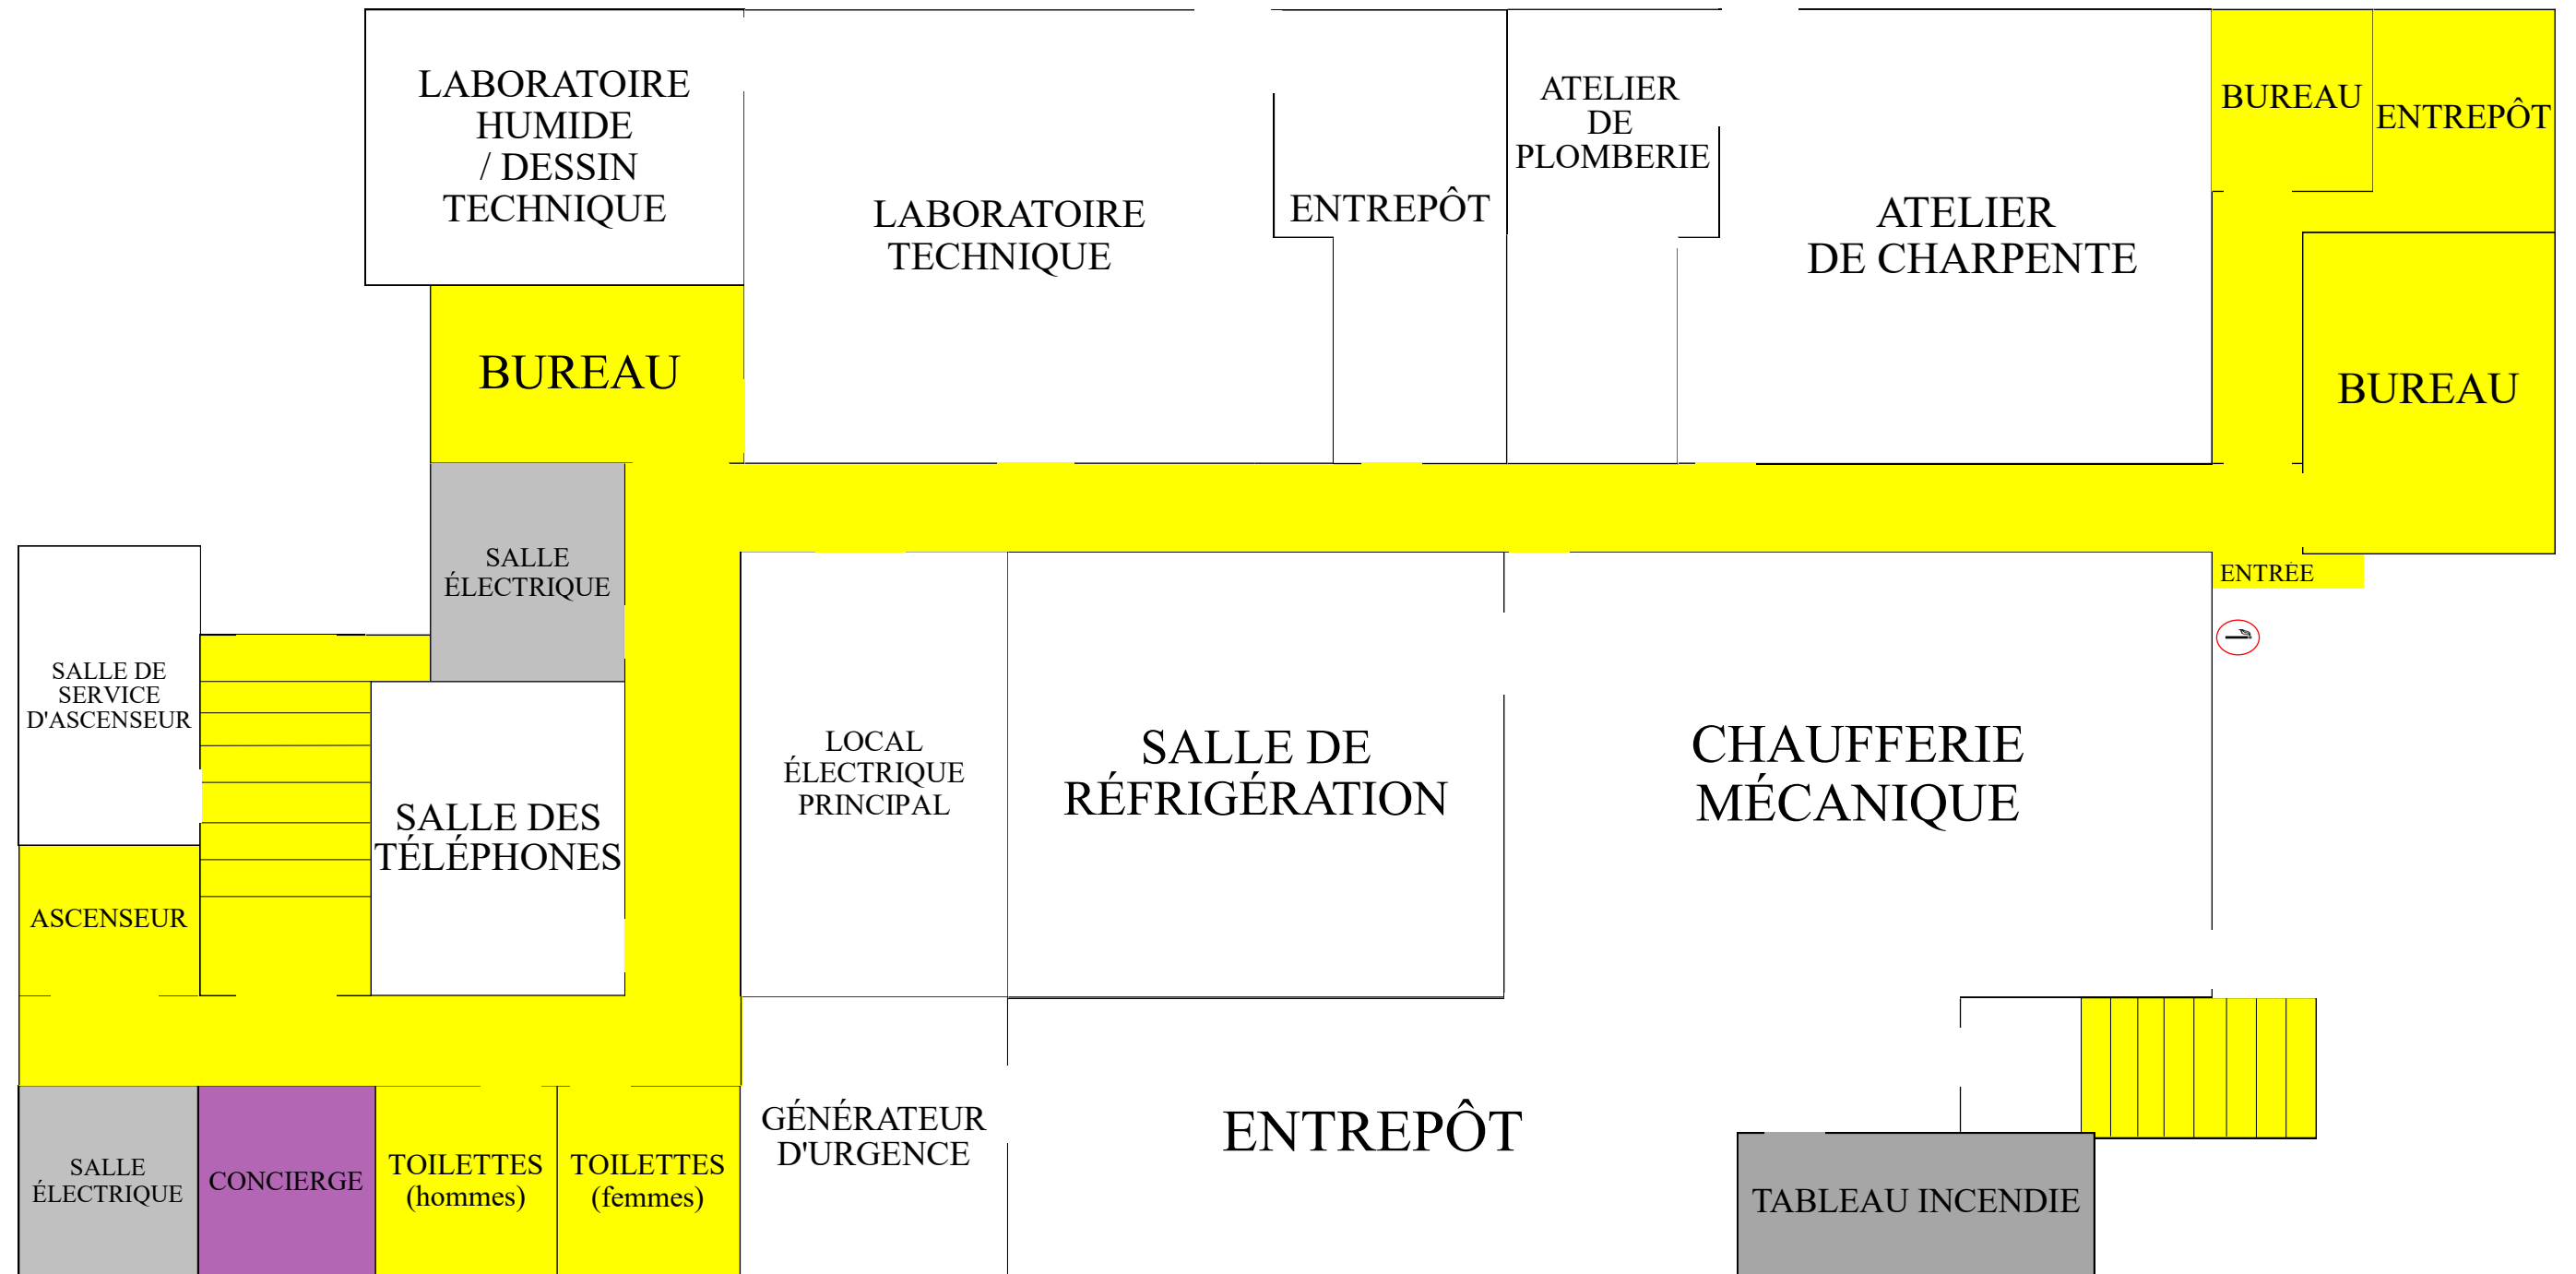 LABORATOIRE
HUMIDE
/ DESSIN
TECHNIQUE
LABORATOIRE
TECHNIQUE
ENTREPÔT
ATELIER
DE
PLOMBERIE
ATELIER
DE CHARPENTE
BUREAU
ENTREPÔT
BUREAU
BUREAU
SALLE
ÉLECTRIQUE
ENTRÉE
SALLE DE
SERVICE
D'ASCENSEUR
SALLE DES
TÉLÉPHONES
LOCAL
ÉLECTRIQUE
PRINCIPAL
SALLE DE
RÉFRIGÉRATION
CHAUFFERIE
MÉCANIQUE
ASCENSEUR
SALLE
ÉLECTRIQUE
CONCIERGE
TOILETTES
(hommes)
TOILETTES
(femmes)
GÉNÉRATEUR
D'URGENCE
ENTREPÔT
TABLEAU INCENDIE